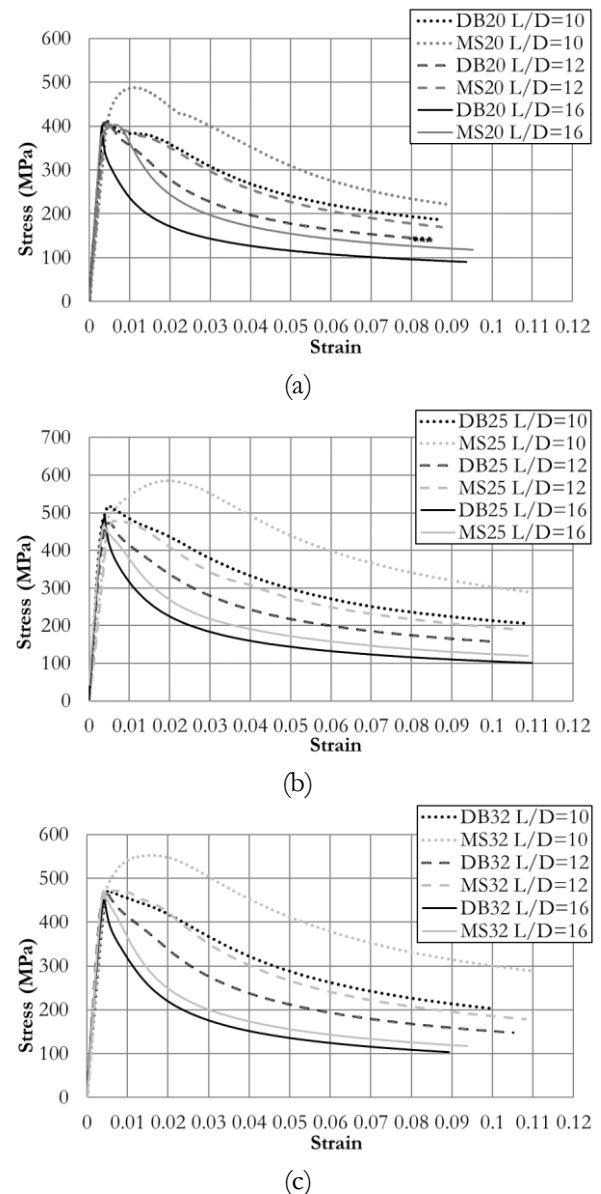 DB20 L/D=10
MS20 L/D=10
DB20 L/D=12
MS20 L/D=12
DB20 L/D=16
MS20 L/D=16
600
500
400
300
200
100
0
Stress (MPa)
0 0.01 0.02 0.03 0.04 0.05 0.06 0.07 0.08 0.09 0.1 0.11 0.12
Strain
(a)
DB25 L/D=10
MS25 L/D=10
DB25 L/D=12
MS25 L/D=12
DB25 L/D=16
MS25 L/D=16
700
600
500
400
300
200
100
0
Stress (MPa)
0 0.01 0.02 0.03 0.04 0.05 0.06 0.07 0.08 0.09 0.1 0.11 0.12
Strain
(b)
DB32 L/D=10
MS32 L/D=10
DB32 L/D=12
MS32 L/D=12
DB32 L/D=16
MS32 L/D=16
600
500
400
300
200
100
0
Stress (MPa)
0 0.01 0.02 0.03 0.04 0.05 0.06 0.07 0.08 0.09 0.1 0.11 0.12
Strain
(c)